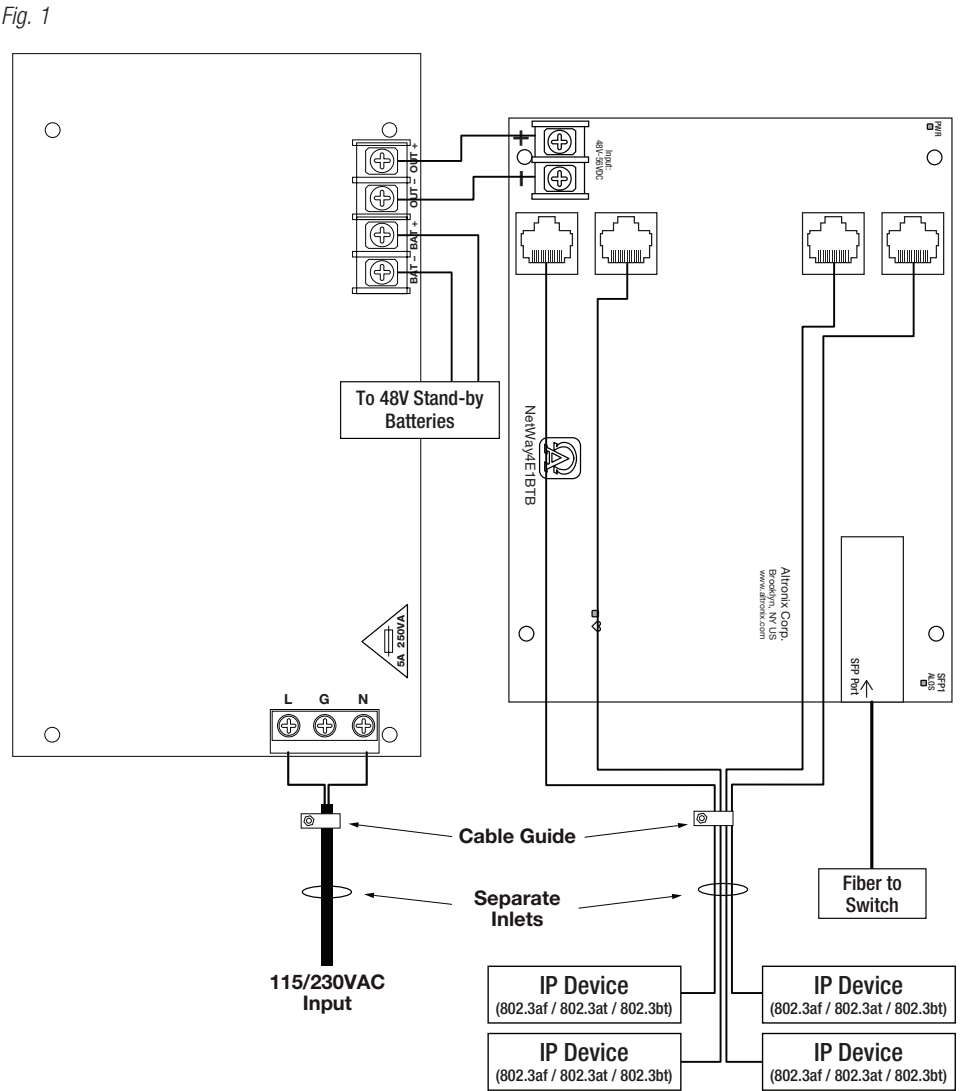 Fig. 1
OUT +
OUT –
BAT +
BAT –
+
–
Input:
48V- 56VDC
PWR
To 48V Stand-by
Batteries
NetWay4E1BTB
Altronix Corp.
Brooklyn, NY US
www.altronix.com
5A 250VA
SFP Port
SFP1
ALOS
L G N
Cable Guide
Separate
Inlets
Fiber to
Switch
115/230VAC
Input
IP Device
(802.3af / 802.3at / 802.3bt)
IP Device
(802.3af / 802.3at / 802.3bt)
IP Device
(802.3af / 802.3at / 802.3bt)
IP Device
(802.3af / 802.3at / 802.3bt)